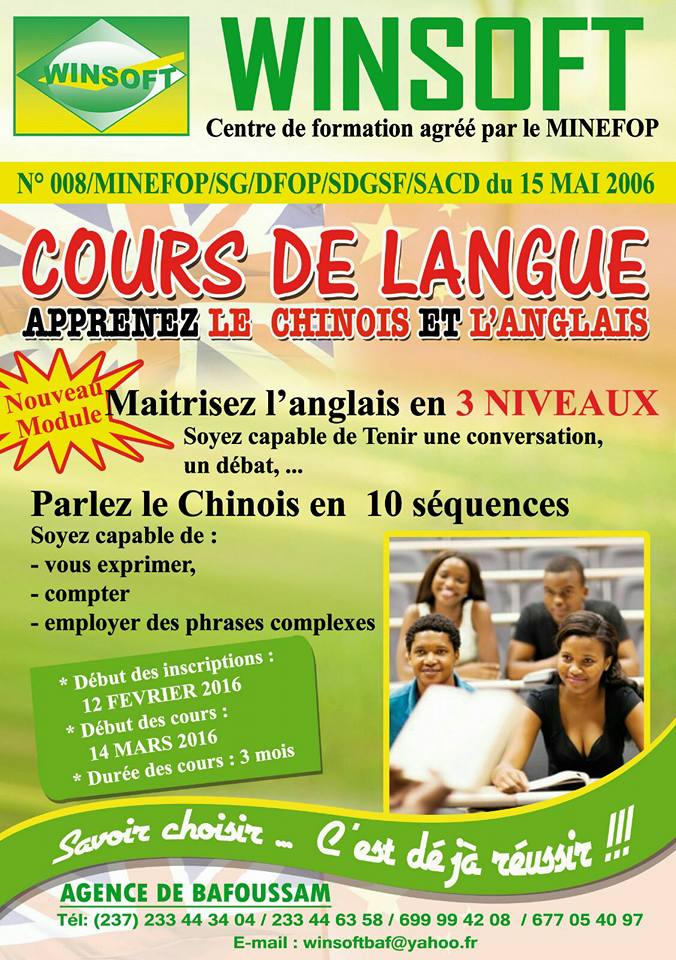 WINSOFT
WINSOFT
Centre de formation agréé par le MINEFOP
N° 008/MINEFOP/SG/DFOP/SDGSF/SACD du 15 MAI 2006
COURS DE LANGUE
APPRENEZ LE CHINOIS ET L'ANGLAIS
Nouveau
Module
Maitrisez l'anglais en 3 NIVEAUX
Soyez capable de Tenir une conversation,
un débat, ...
Parlez le Chinois en 10 séquences
Soyez capable de :
- vous exprimer,
- compter
- employer des phrases complexes
* Début des inscriptions :
12 FEVRIER 2016
* Début des cours :
14 MARS 2016
* Durée des cours : 3 mois
Savoir choisir ... C'est déjà réussir !!!
AGENCE DE BAFOUSSAM
Tél: (237) 233 44 34 04 / 233 44 63 58 / 699 99 42 08 / 677 05 40 97
E-mail : winsoftbaf@yahoo.fr